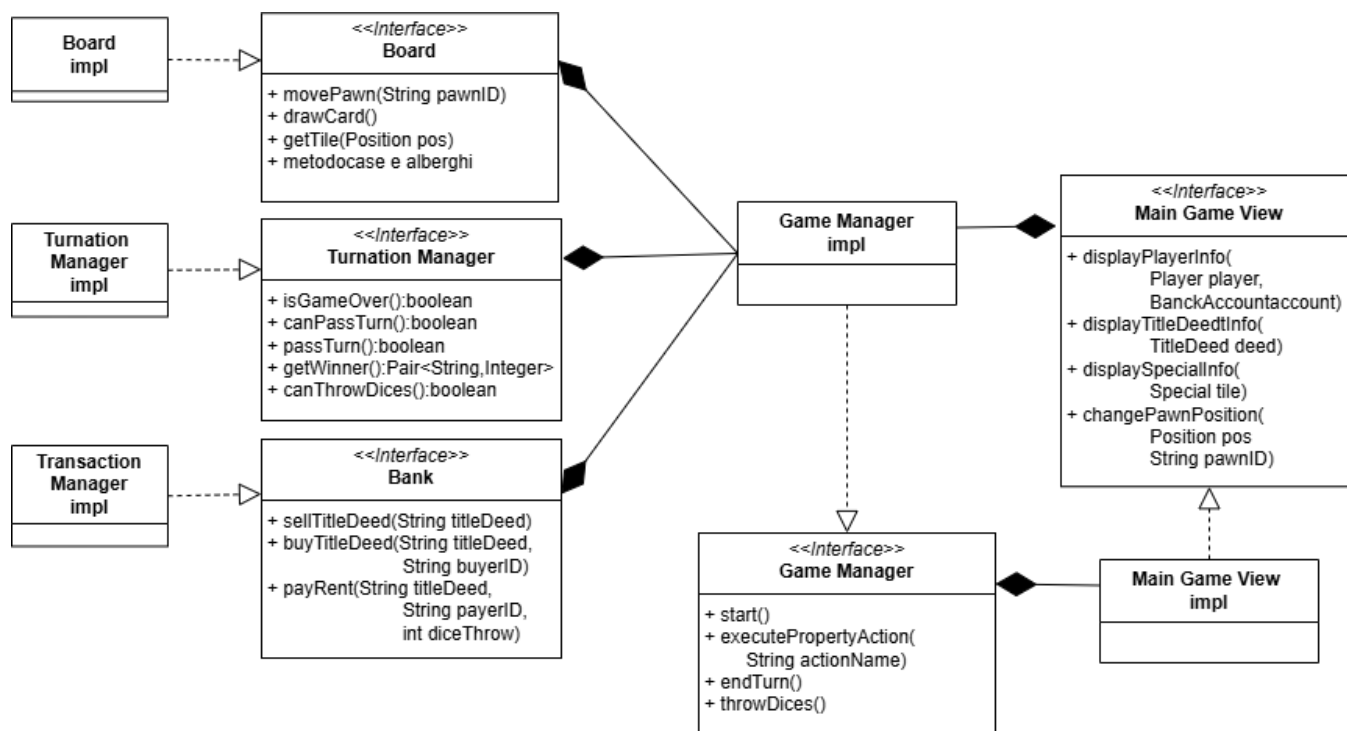 Board
impl
<<Interface>>
Board
+ movePawn(String pawnID)
+ drawCard()
+ getTile(Position pos)
+ metodocase e alberghi
Turnation
Manager
impl
<<Interface>>
Turnation Manager
+ isGameOver():boolean
+ canPassTurn():boolean
+ passTurn():boolean
+ getWinner():Pair<String,Integer>
+ canThrowDices():boolean
Transaction
Manager
impl
<<Interface>>
Bank
+ sellTitleDeed(String titleDeed)
+ buyTitleDeed(String titleDeed,
String buyerID)
+ payRent(String titleDeed,
String payerID,
int diceThrow)
Game Manager
impl
<<Interface>>
Main Game View
+ displayPlayerInfo(
Player player,
BanckAccountaccount)
+ displayTitleDeedtInfo(
TitleDeed deed)
+ displaySpecialInfo(
Special tile)
+ changePawnPosition(
Position pos
String pawnID)
<<Interface>>
Game Manager
+ start()
+ executePropertyAction(
String actionName)
+ endTurn()
+ throwDices()
Main Game View
impl